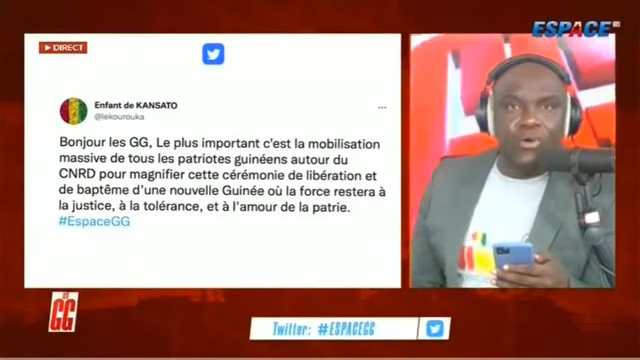 DIRECT
ESPACE
Enfant de KANSATO
@lekourouka
Bonjour les GG, Le plus important c'est la mobilisation
massive de tous les patriotes guinéens autour du
CNRD pour magnifier cette cérémonie de libération et
de baptême d'une nouvelle Guinée où la force restera à
la justice, à la tolérance, et à l'amour de la patrie.
#EspaceGG
GG
Twitter: #ESPACEGG